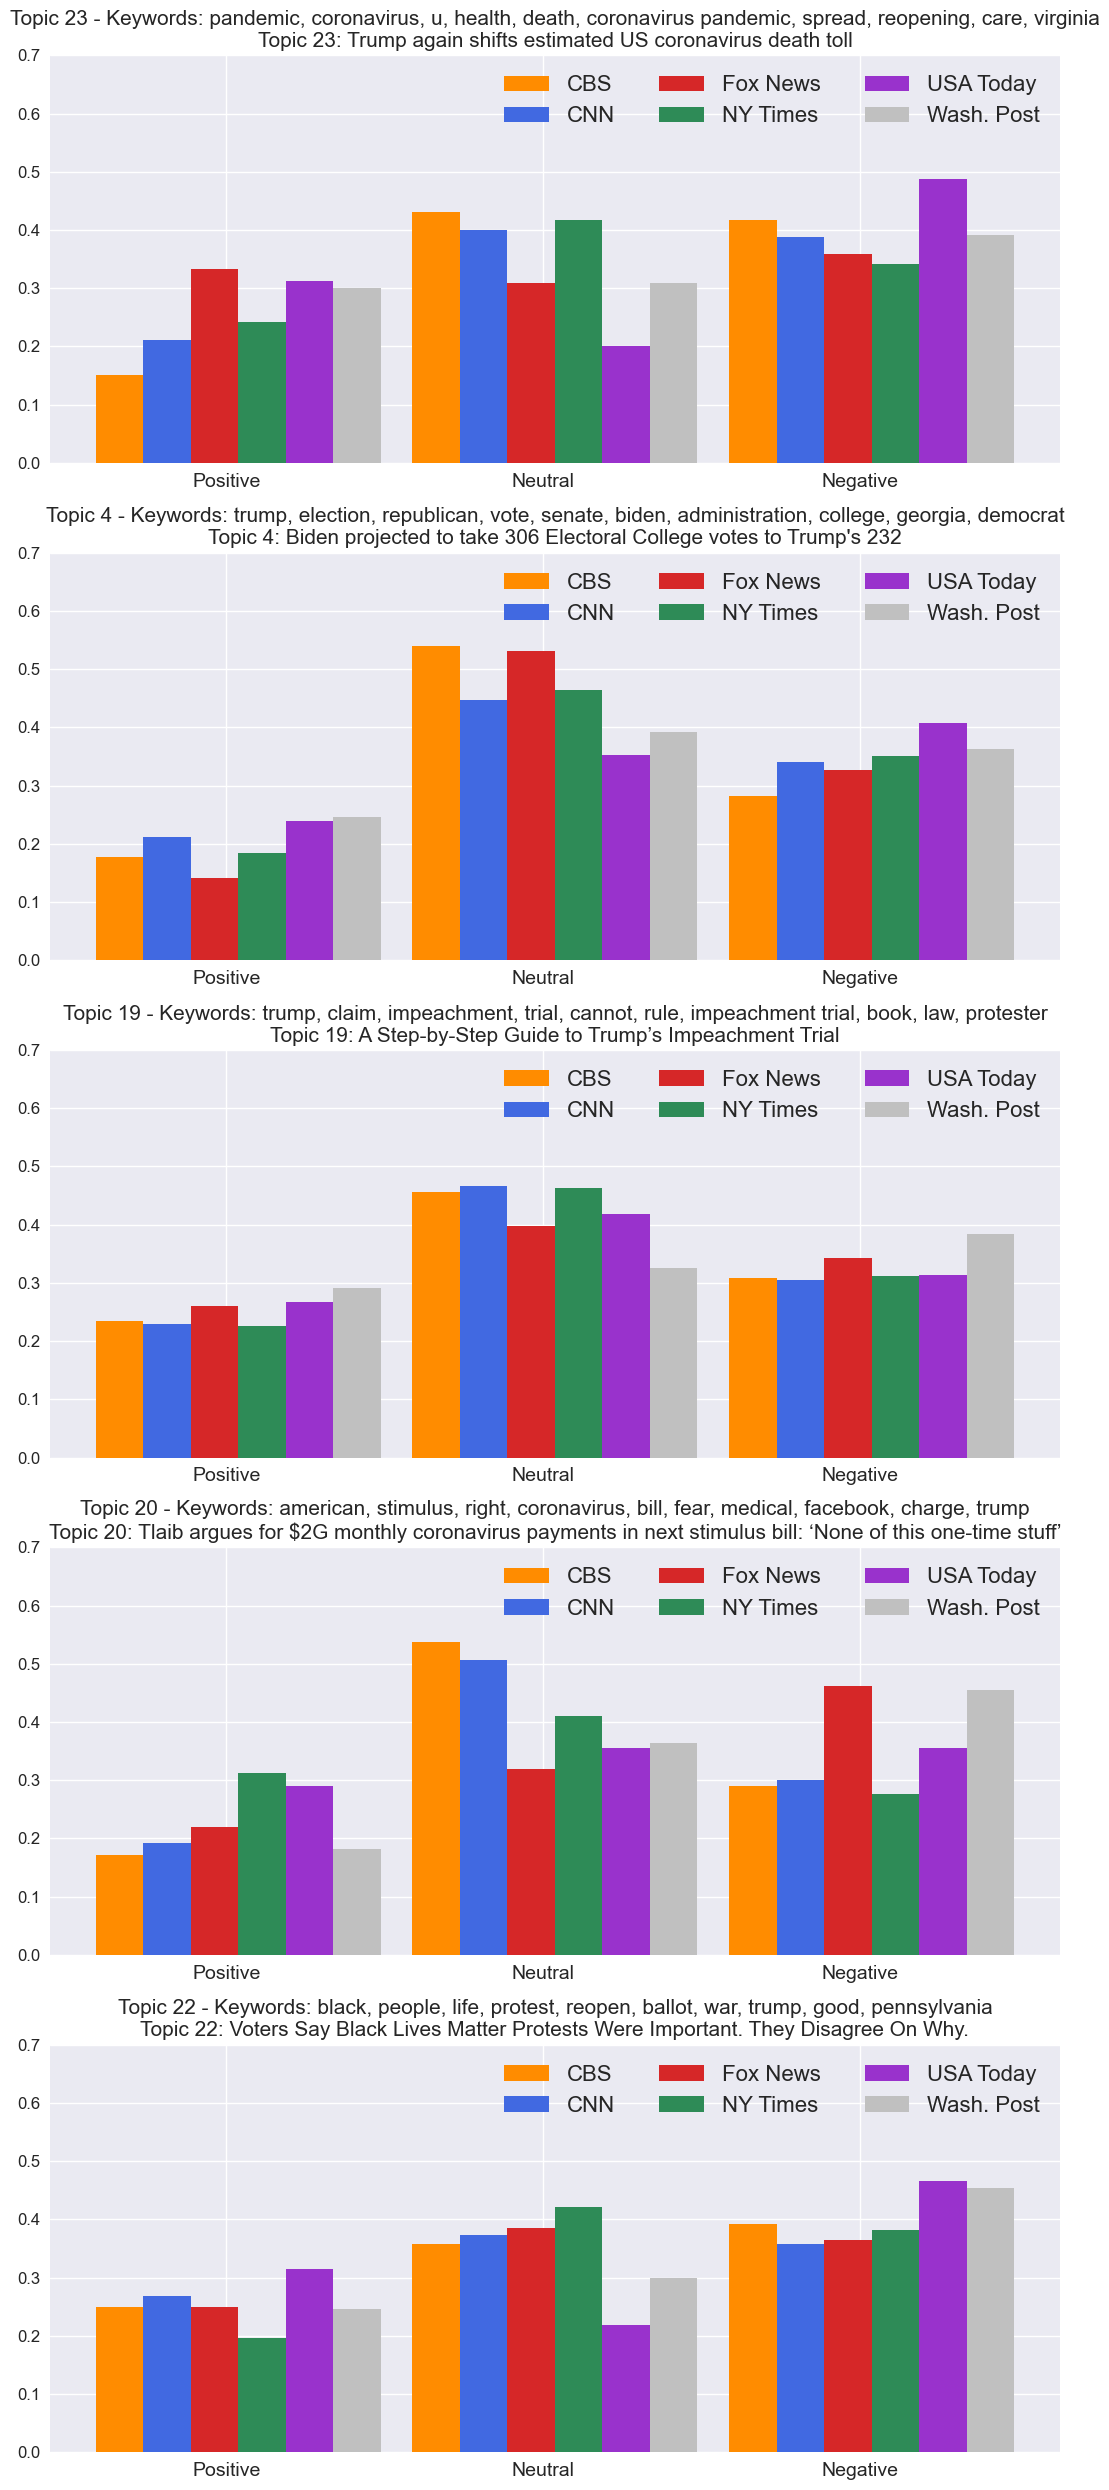 Topic 23 - Keywords: pandemic, coronavirus, u, health, death, coronavirus pandemic, spread, reopening, care, virginia
Topic 23: Trump again shifts estimated US coronavirus death toll
0.7
CBS Fox News USA Today
CNN NY Times Wash. Post
0.6
0.5
0.4
0.3
0.2
0.1
0.0
Positive Neutral Negative
Topic 4 - Keywords: trump, election, republican, vote, senate, biden, administration, college, georgia, democrat
Topic 4: Biden projected to take 306 Electoral College votes to Trump's 232
0.7
CBS Fox News USA Today
CNN NY Times Wash. Post
0.6
0.5
0.4
0.3
0.2
0.1
0.0
Positive Neutral Negative
Topic 19 - Keywords: trump, claim, impeachment, trial, cannot, rule, impeachment trial, book, law, protester
Topic 19: A Step-by-Step Guide to Trump’s Impeachment Trial
0.7
CBS Fox News USA Today
CNN NY Times Wash. Post
0.6
0.5
0.4
0.3
0.2
0.1
0.0
Positive Neutral Negative
Topic 20 - Keywords: american, stimulus, right, coronavirus, bill, fear, medical, facebook, charge, trump
Topic 20: Tlaib argues for $2G monthly coronavirus payments in next stimulus bill: ‘None of this one-time stuff’
0.7
CBS Fox News USA Today
CNN NY Times Wash. Post
0.6
0.5
0.4
0.3
0.2
0.1
0.0
Positive Neutral Negative
Topic 22 - Keywords: black, people, life, protest, reopen, ballot, war, trump, good, pennsylvania
Topic 22: Voters Say Black Lives Matter Protests Were Important. They Disagree On Why.
0.7
CBS Fox News USA Today
CNN NY Times Wash. Post
0.6
0.5
0.4
0.3
0.2
0.1
0.0
Positive Neutral Negative